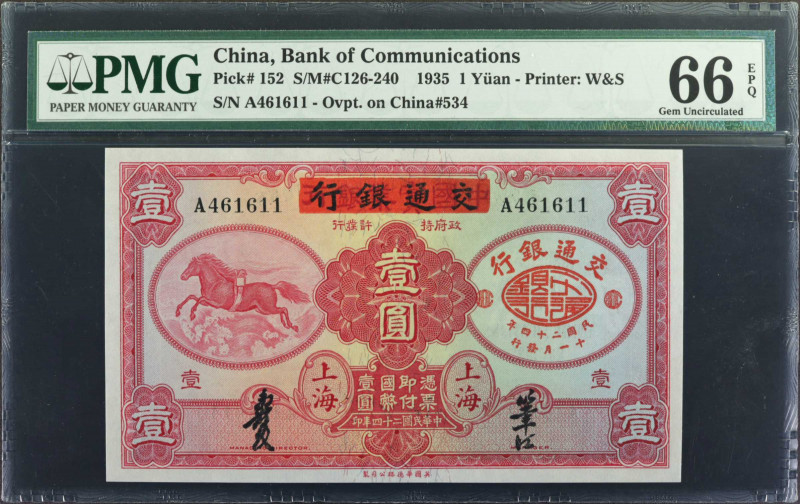 PMG
PAPER MONEY GUARANTY
China, Bank of Communications
Pick# 152 S/M#C126-240 1935 1 Yüan - Printer: W&S
S/N A461611 - Ovpt. on China#534
66 EPQ
Gem Uncirculated
行銀通交
A461611
A461611
行業許特府政
壹
壹
壹圓
行銀通交
年四十二國民
行發月一十
壹
壹
上海
上海
憑票即付國幣壹圓
印年四十二國民華中
壹
壹